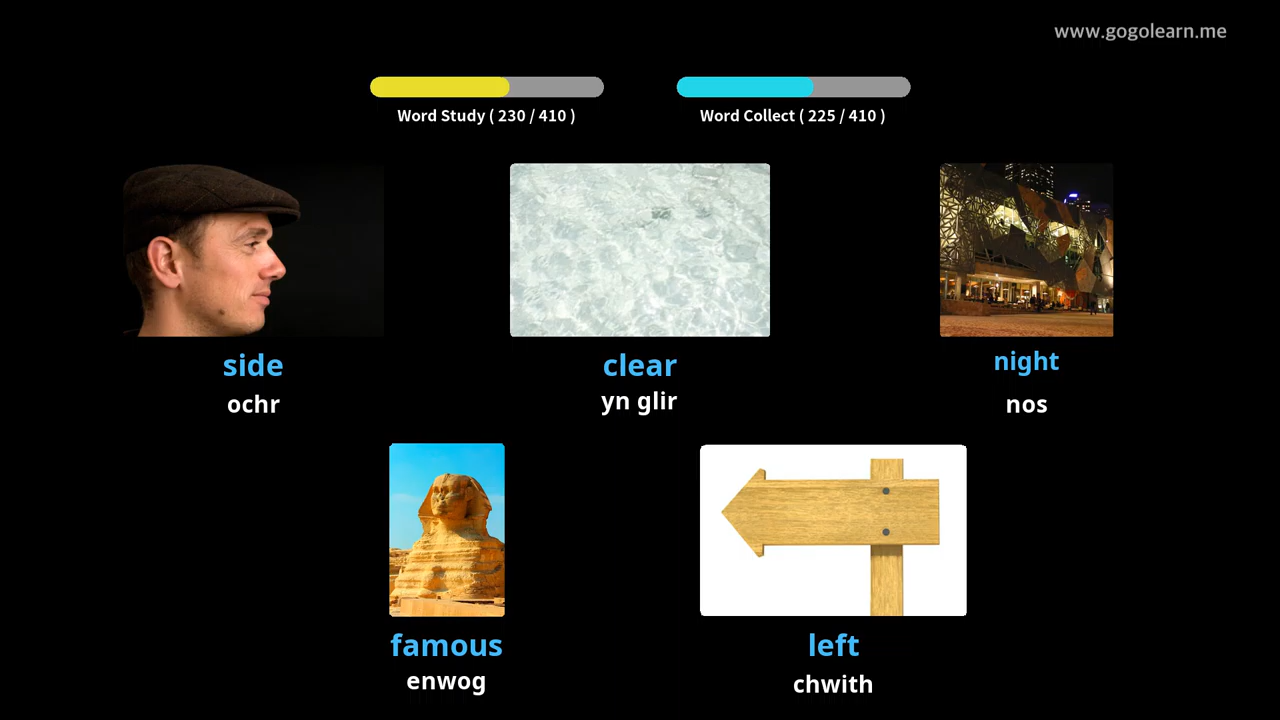 www.gogolearn.me
Word Study ( 230 / 410 )
Word Collect ( 225 / 410 )
side
ochr
clear
yn glir
night
nos
famous
enwog
left
chwith